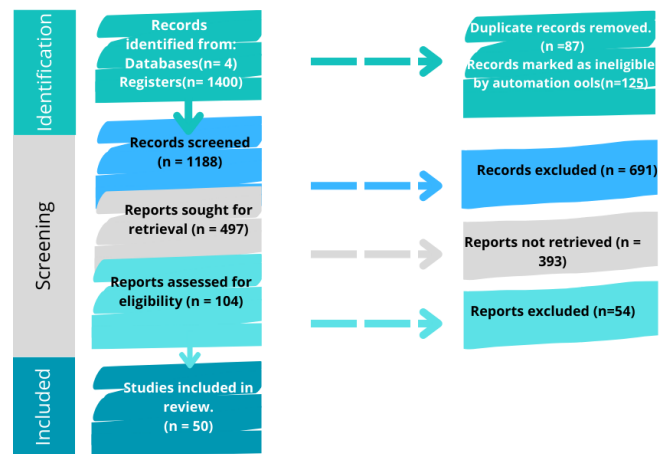 Identification
Records
identified from:
Databases(n= 4)
Registers(n= 1400)
Duplicate records removed.
(n =87)
Records marked as ineligible
by automation ools(n=125)
Screening
Records screened
(n = 1188)
Records excluded (n = 691)
Reports sought for
retrieval (n = 497)
Reports not retrieved (n =
393)
Reports assessed for
eligibility (n = 104)
Reports excluded (n=54)
Included
Studies included in
review.
(n = 50)